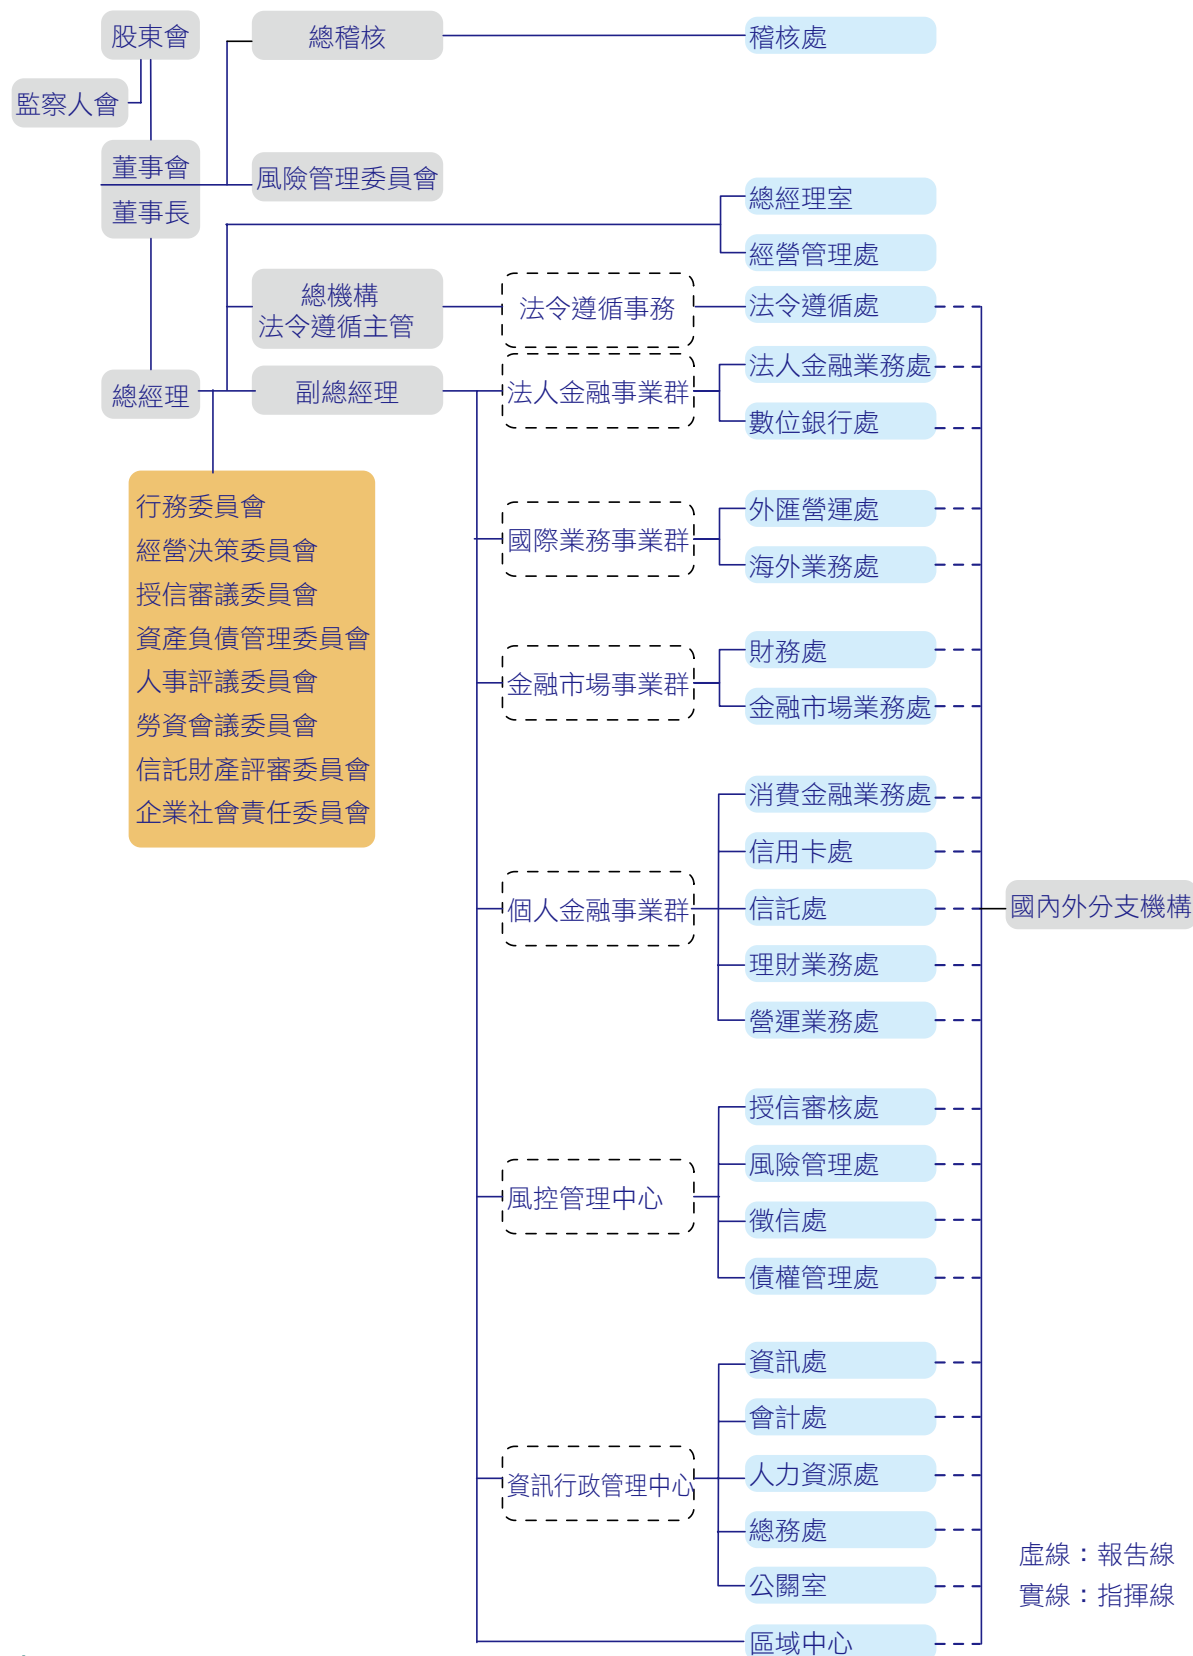 股東會
總稽核
稽核處
監察人會
董事會
董事長
風險管理委員會
總經理室
經營管理處
總機構
法令遵循主管
法令遵循事務
法令遵循處
總經理
副總經理
法人金融事業群
法人金融業務處
數位銀行處
行務委員會
經營決策委員會
授信審議委員會
資產負債管理委員會
人事評議委員會
勞資會議委員會
信託財產評審委員會
企業社會責任委員會
國際業務事業群
外匯營運處
海外業務處
金融市場事業群
財務處
金融市場業務處
個人金融事業群
消費金融業務處
信用卡處
信託處
理財業務處
營運業務處
國內外分支機構
風控管理中心
授信審核處
風險管理處
徵信處
債權管理處
資訊行政管理中心
資訊處
會計處
人力資源處
總務處
公關室
區域中心
虛線：報告線
實線：指揮線